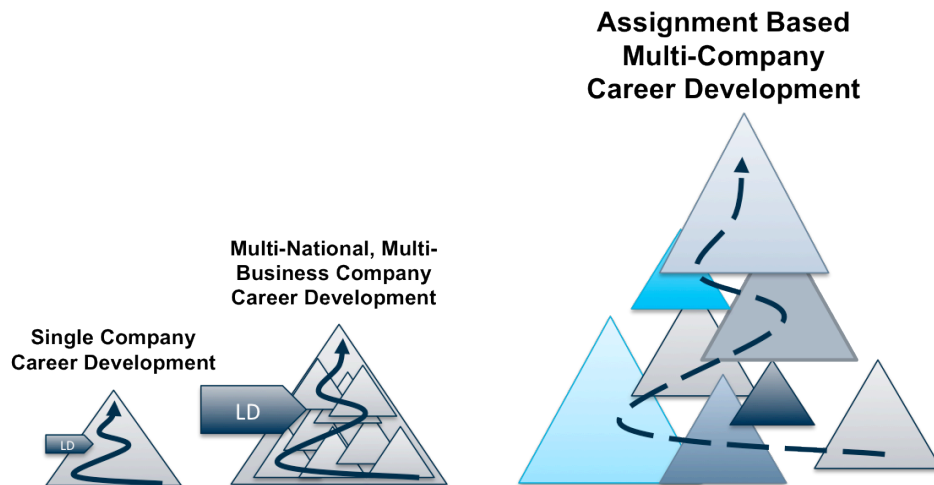 Assignment Based
Multi-Company
Career Development
Multi-National, Multi-
Business Company
Career Development
Single Company
Career Development
LD
LD